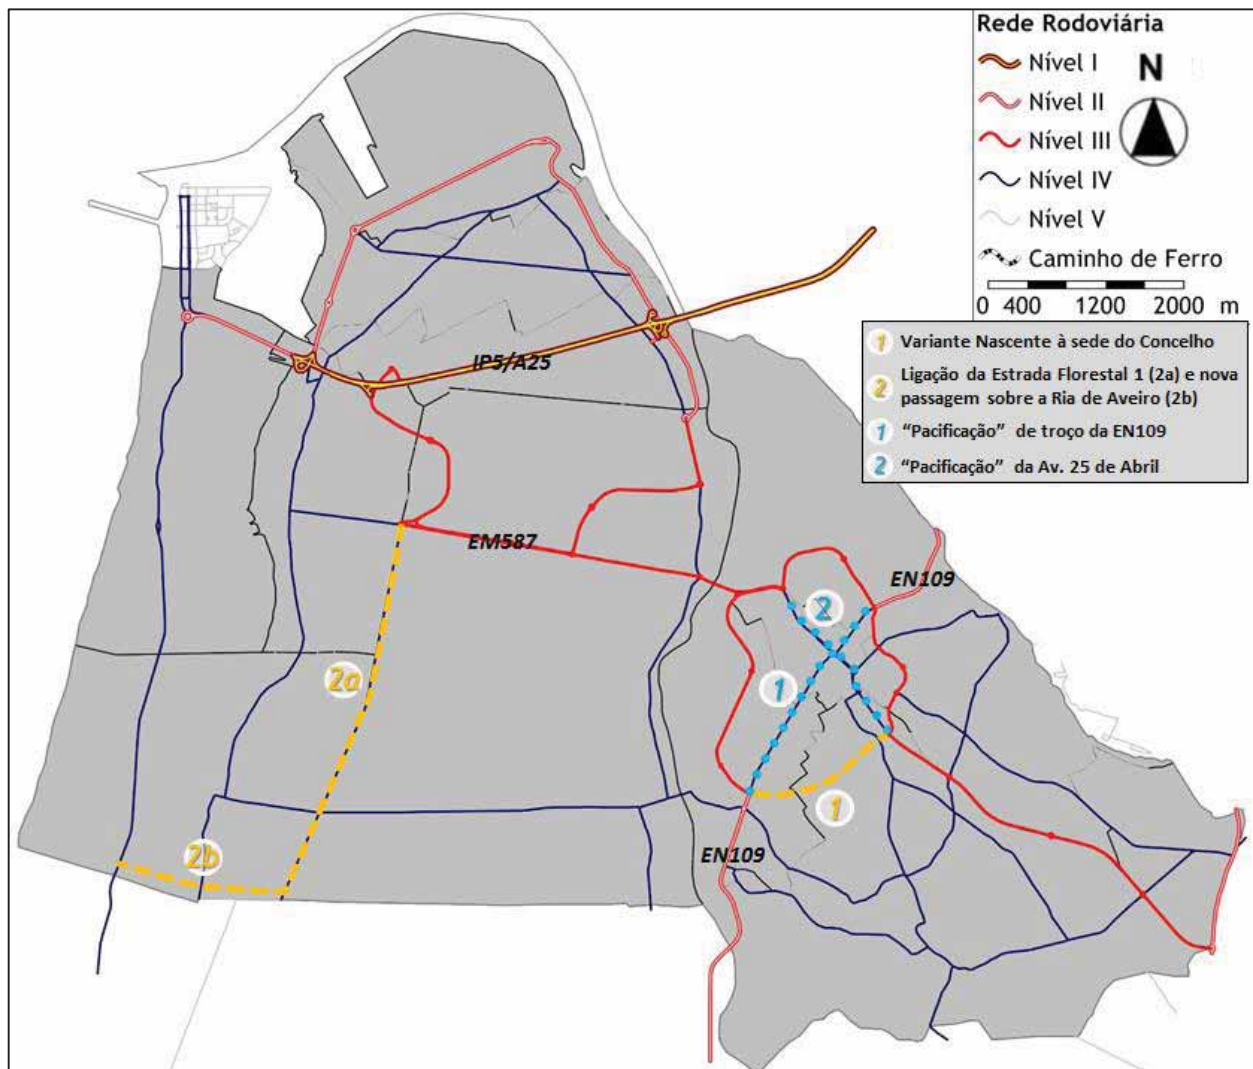 Rede Rodoviária
Nível I
N
Nível II
Nível III
Nível IV
Nível V
Caminho de Ferro
0 400 1200 2000 m
1 Variante Nascente à sede do Concelho
2 Ligação da Estrada Florestal 1 (2a) e nova
passagem sobre a Ria de Aveiro (2b)
1 “Pacificação” de troço da EN109
2 “Pacificação” da Av. 25 de Abril
IP5/A25
EM587
EN109
2
2a
1
1
2b
EN109